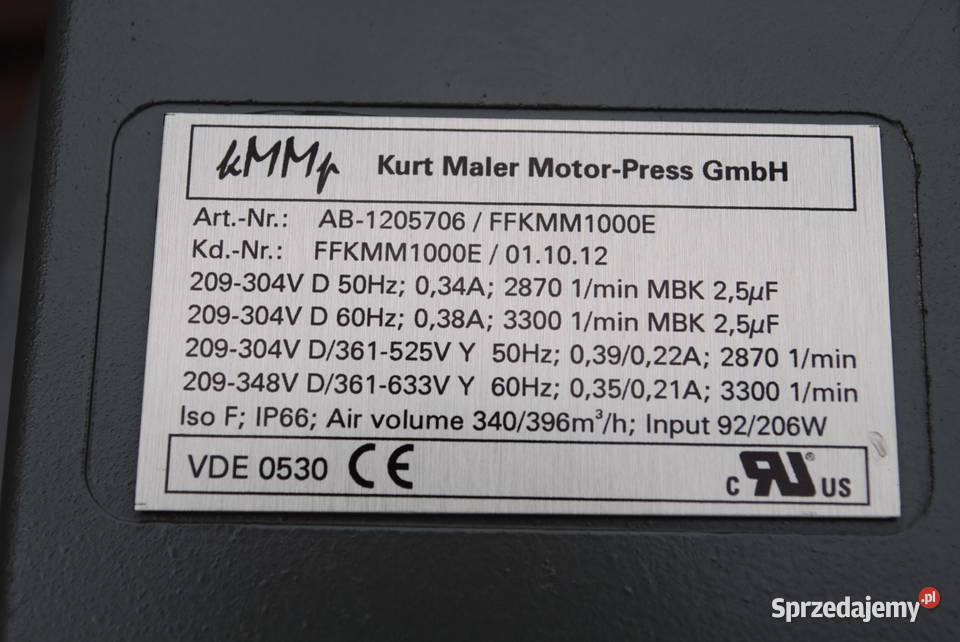 kMMp Kurt Maler Motor-Press GmbH
Art.-Nr.: AB-1205706 / FFKMM1000E
Kd.-Nr.: FFKMM1000E / 01.10.12
209-304V D 50Hz; 0,34A; 2870 1/min MBK 2,5µF
209-304V D 60Hz; 0,38A; 3300 1/min MBK 2,5µF
209-304V D/361-525V Y 50Hz; 0,39/0,22A; 2870 1/min
209-348V D/361-633V Y 60Hz; 0,35/0,21A; 3300 1/min
Iso F; IP66; Air volume 340/396m³/h; Input 92/206W
VDE 0530 CE c RU® US
Sprzedajemy.pl